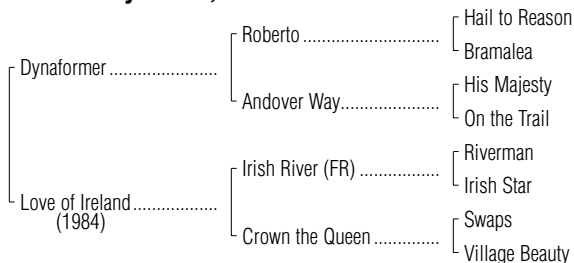 Hail to Reason
Roberto
Bramalea
Dynaformer
His Majesty
Andover Way
On the Trail
Riverman
Irish River (FR)
Irish Star
Love of Ireland
(1984)
Swaps
Crown the Queen
Village Beauty